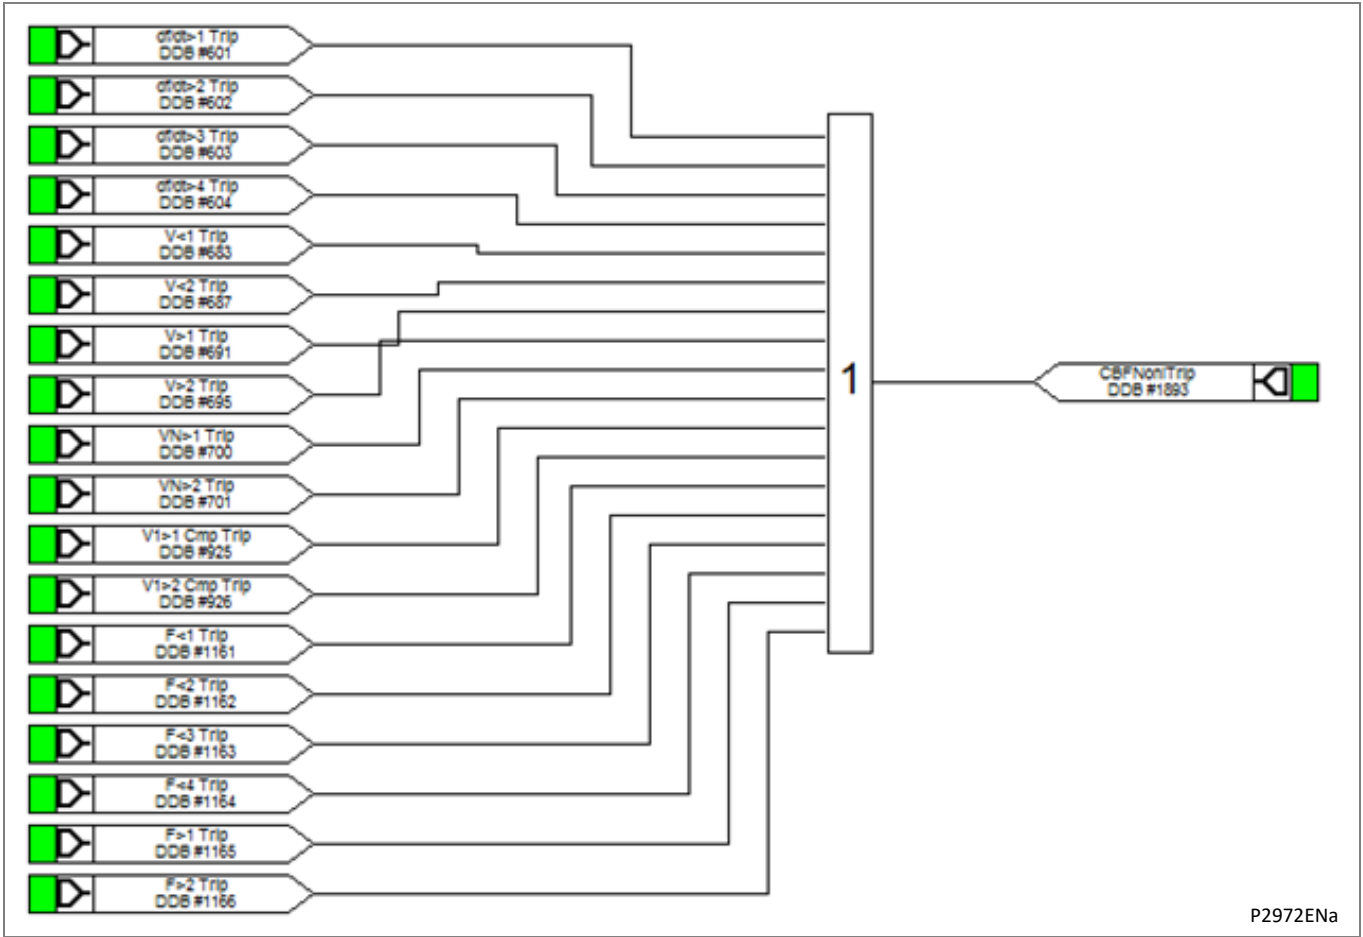 df/dt>1 Trip
DDB #601
df/dt>2 Trip
DDB #602
df/dt>3 Trip
DDB #603
df/dt>4 Trip
DDB #604
V<1 Trip
DDB #683
V<2 Trip
DDB #687
V>1 Trip
DDB #691
V>2 Trip
DDB #695
VN>1 Trip
DDB #700
VN>2 Trip
DDB #701
V1>1 Cmp Trip
DDB #925
V1>2 Cmp Trip
DDB #926
F<1 Trip
DDB #1161
F<2 Trip
DDB #1162
F<3 Trip
DDB #1163
F<4 Trip
DDB #1164
F>1 Trip
DDB #1165
F>2 Trip
DDB #1166
1
CBFNonITrip
DDB #1893
P2972ENa